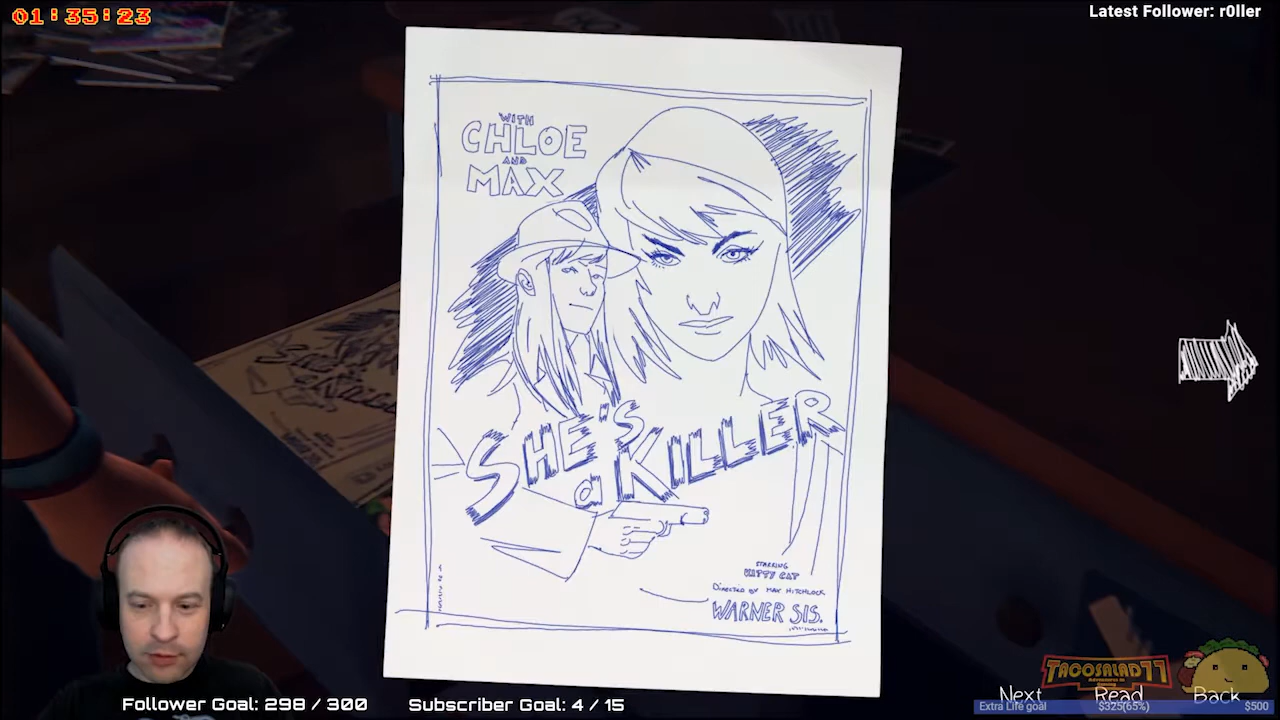 01:35:23
Latest Follower: r0ller
WITH
CHLOE
AND
MAX
SHE'S
a KILLER
STARRING
KITTY CAT
DIRECTED BY MAX HITCHLOCK
WARNER SIS.
TACOSALAD77
Next
Read
Back
Follower Goal: 298 / 300
Subscriber Goal: 4 / 15
Extra Life goal
$325(65%)
$500